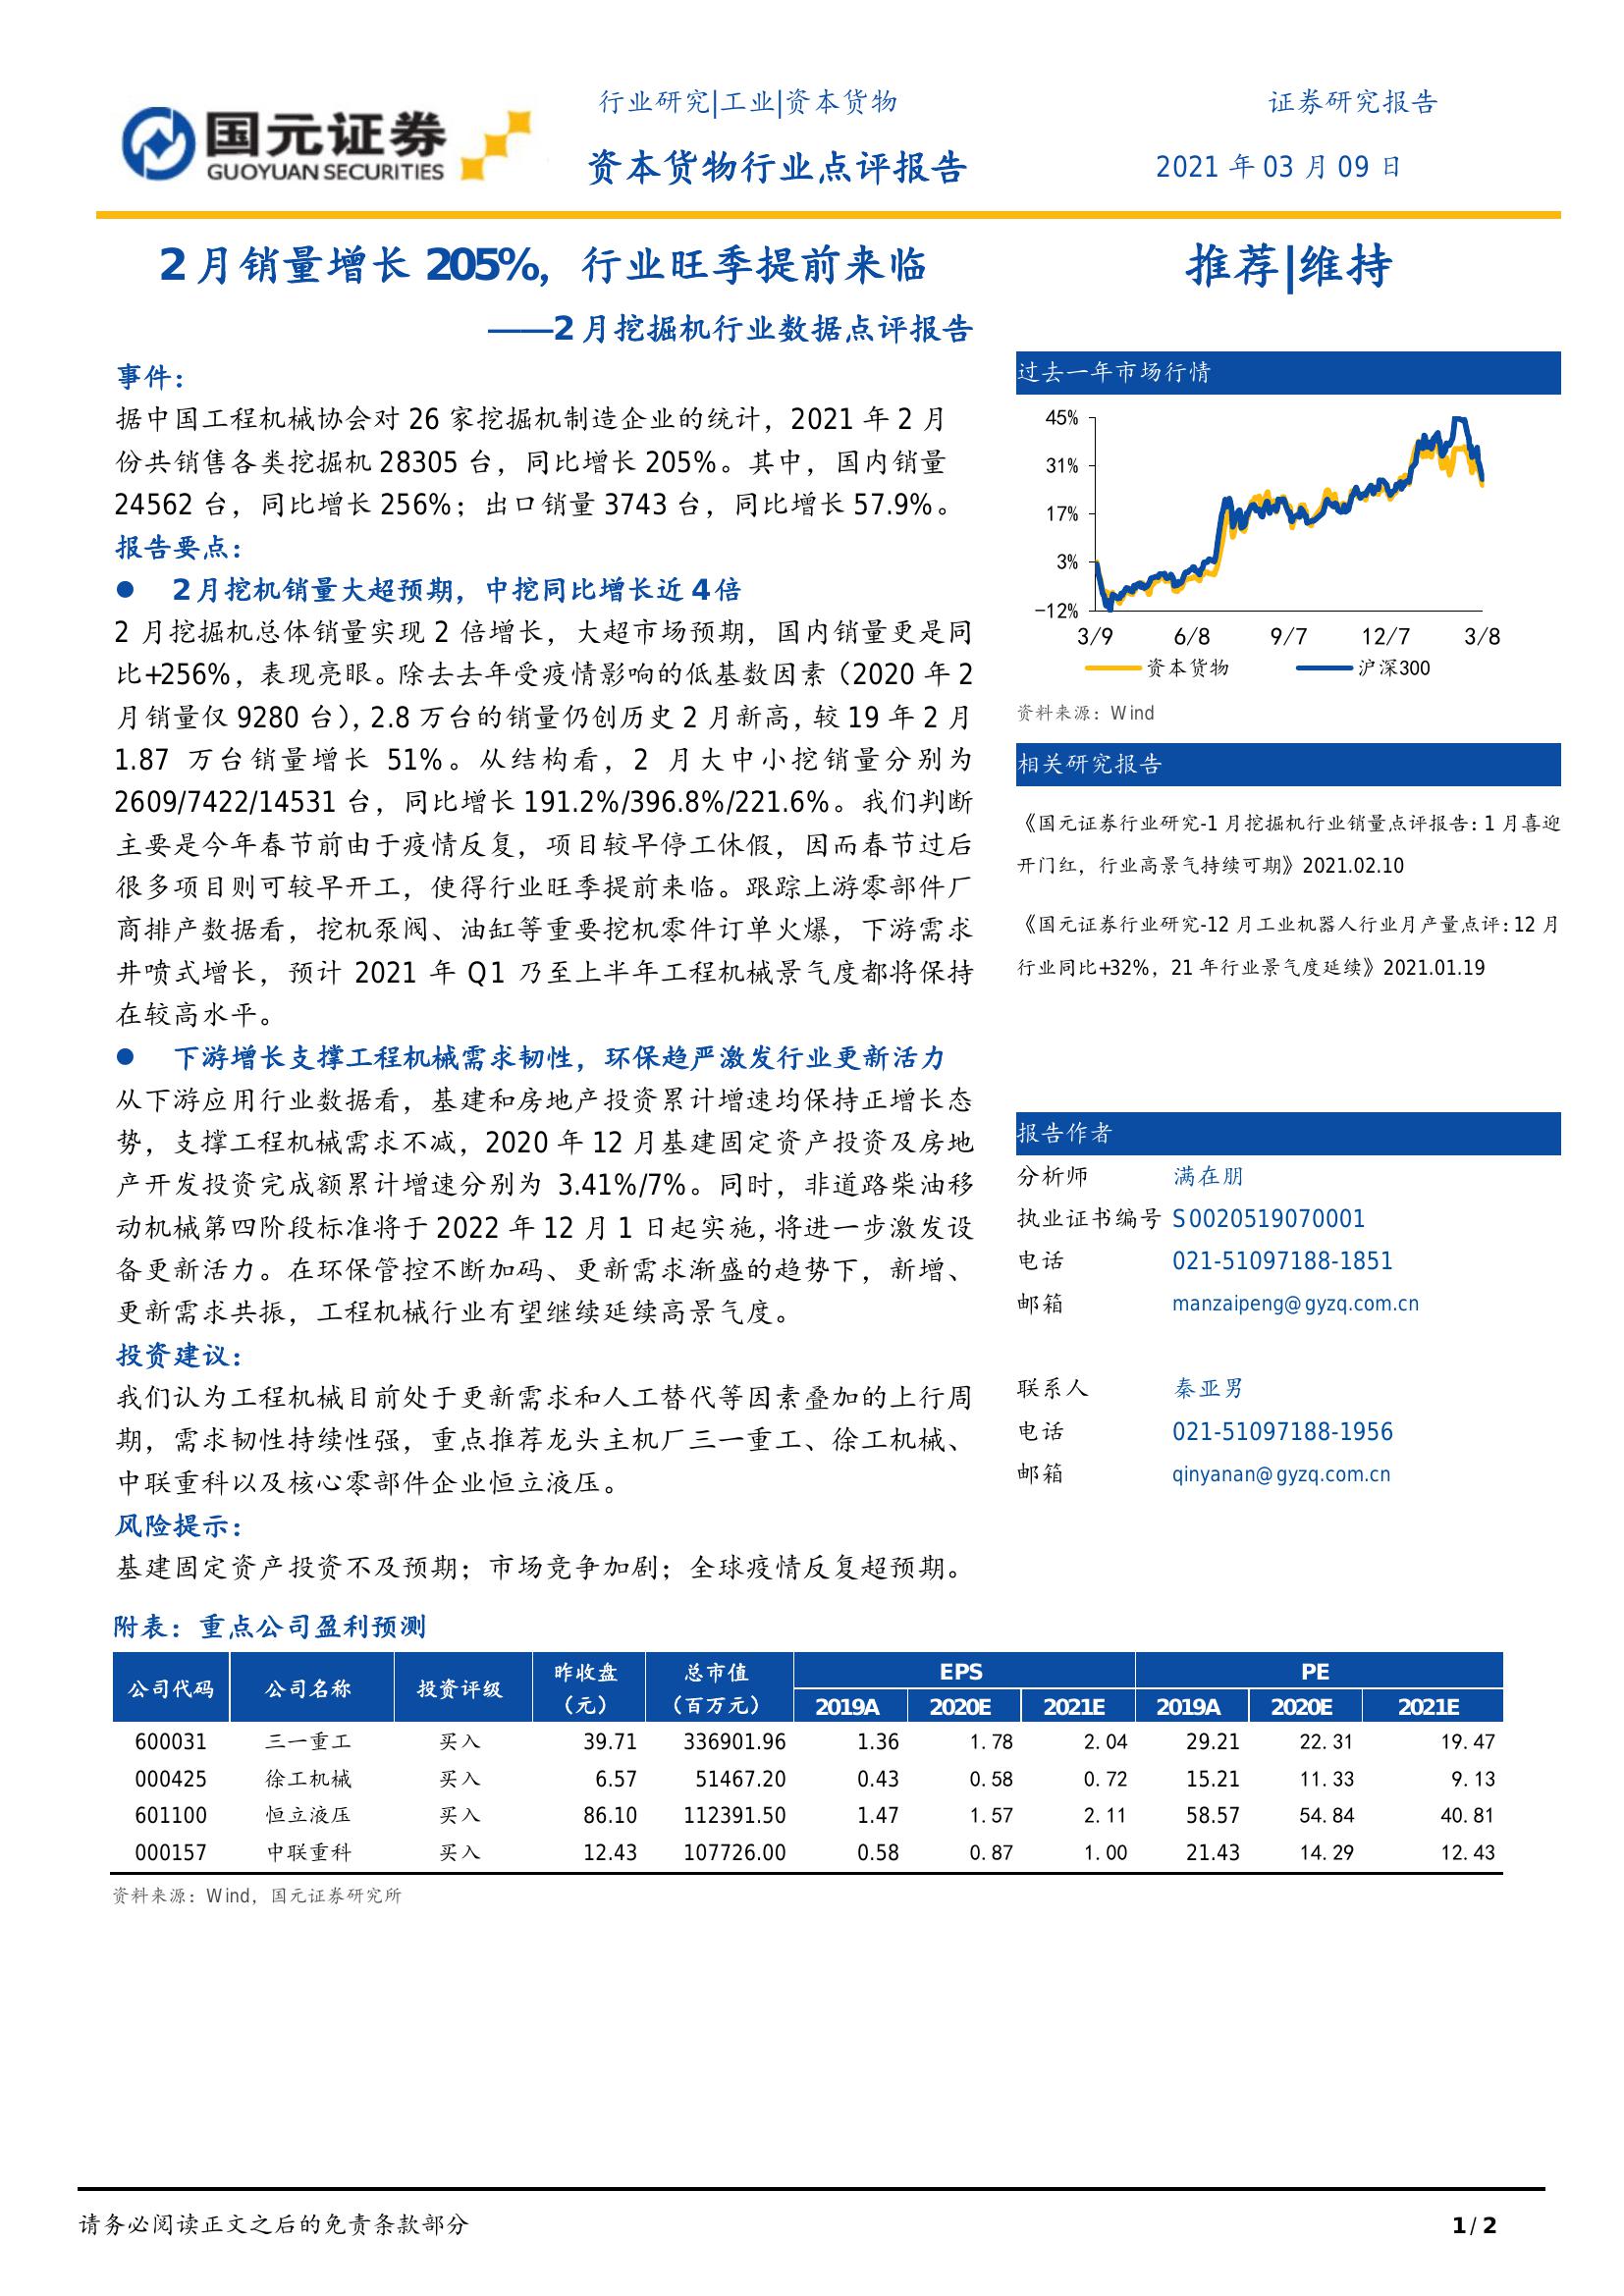 国元证券
GUOYUAN SECURITIES
行业研究|工业|资本货物
证券研究报告
资本货物行业点评报告
2021 年 03 月 09 日
2 月销量增长 205%，行业旺季提前来临
——2 月挖掘机行业数据点评报告
事件：
据中国工程机械协会对 26 家挖掘机制造企业的统计，2021 年 2 月
份共销售各类挖掘机 28305 台，同比增长 205%。其中，国内销量
24562 台，同比增长 256%；出口销量 3743 台，同比增长 57.9%。
报告要点：
● 2 月挖机销量大超预期，中挖同比增长近 4 倍
2 月挖掘机总体销量实现 2 倍增长，大超市场预期，国内销量更是同
比+256%，表现亮眼。除去去年受疫情影响的低基数因素（2020 年 2
月销量仅 9280 台），2.8 万台的销量仍创历史 2 月新高，较 19 年 2 月
1.87 万台销量增长 51%。从结构看，2 月大中小挖销量分别为
2609/7422/14531 台，同比增长 191.2%/396.8%/221.6%。我们判断
主要是今年春节前由于疫情反复，项目较早停工休假，因而春节过后
很多项目则可较早开工，使得行业旺季提前来临。跟踪上游零部件厂
商排产数据看，挖机泵阀、油缸等重要挖机零件订单火爆，下游需求
井喷式增长，预计 2021 年 Q1 乃至上半年工程机械景气度都将保持
在较高水平。
● 下游增长支撑工程机械需求韧性，环保趋严激发行业更新活力
从下游应用行业数据看，基建和房地产投资累计增速均保持正增长态
势，支撑工程机械需求不减，2020 年 12 月基建固定资产投资及房地
产开发投资完成额累计增速分别为 3.41%/7%。同时，非道路柴油移
动机械第四阶段标准将于 2022 年 12 月 1 日起实施，将进一步激发设
备更新活力。在环保管控不断加码、更新需求渐盛的趋势下，新增、
更新需求共振，工程机械行业有望继续延续高景气度。
投资建议：
我们认为工程机械目前处于更新需求和人工替代等因素叠加的上行周
期，需求韧性持续性强，重点推荐龙头主机厂三一重工、徐工机械、
中联重科以及核心零部件企业恒立液压。
风险提示：
基建固定资产投资不及预期；市场竞争加剧；全球疫情反复超预期。
推荐|维持
过去一年市场行情
45%
31%
17%
3%
-12%
3/9 6/8 9/7 12/7 3/8
资本货物 沪深300
资料来源：Wind
相关研究报告
《国元证券行业研究-1 月挖掘机行业销量点评报告：1 月喜迎
开门红，行业高景气持续可期》2021.02.10
《国元证券行业研究-12 月工业机器人行业月产量点评：12 月
行业同比+32%，21 年行业景气度延续》2021.01.19
报告作者
分析师 满在朋
执业证书编号 S0020519070001
电话 021-51097188-1851
邮箱 manzaipeng@gyzq.com.cn
联系人 秦亚男
电话 021-51097188-1956
邮箱 qinyanan@gyzq.com.cn
附表：重点公司盈利预测
公司代码 公司名称 投资评级 昨收盘（元） 总市值（百万元） EPS PE
2019A 2020E 2021E 2019A 2020E 2021E
600031 三一重工 买入 39.71 336901.96 1.36 1.78 2.04 29.21 22.31 19.47
000425 徐工机械 买入 6.57 51467.20 0.43 0.58 0.72 15.21 11.33 9.13
601100 恒立液压 买入 86.10 112391.50 1.47 1.57 2.11 58.57 54.84 40.81
000157 中联重科 买入 12.43 107726.00 0.58 0.87 1.00 21.43 14.29 12.43
资料来源：Wind，国元证券研究所
请务必阅读正文之后的免责条款部分
1 / 2